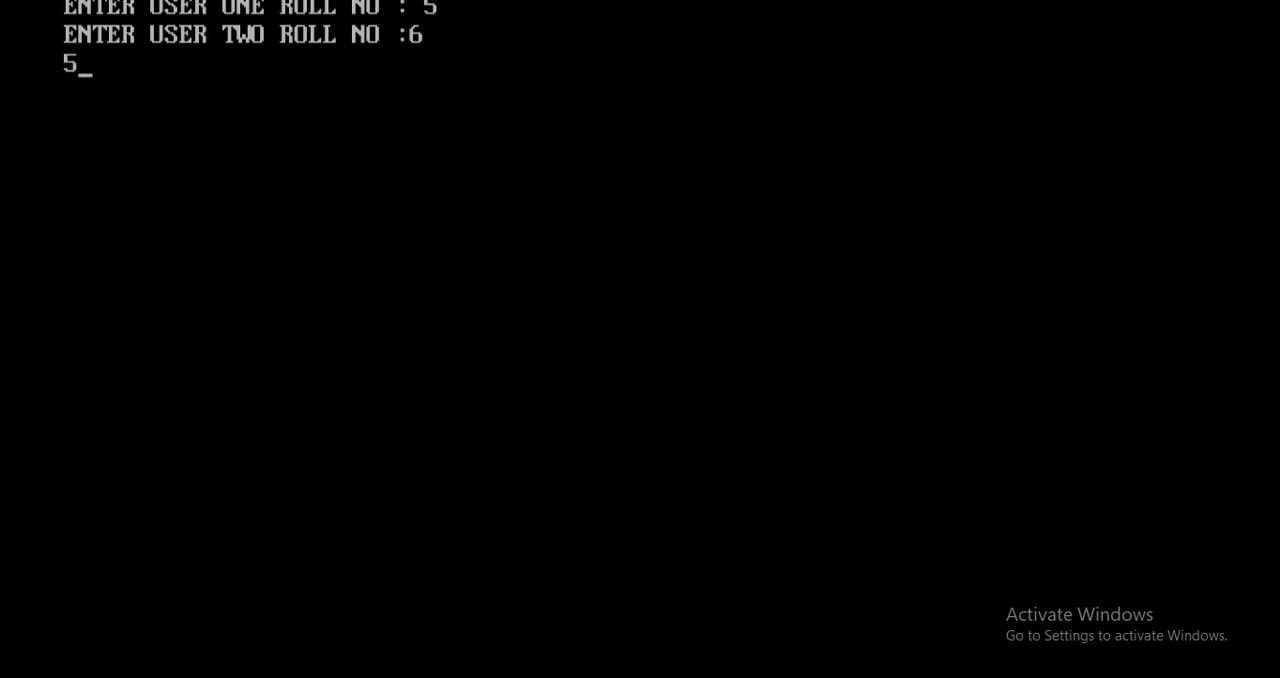 ENTER USER ONE ROLL NO : 5
ENTER USER TWO ROLL NO :6
5_
Activate Windows
Go to Settings to activate Windows.